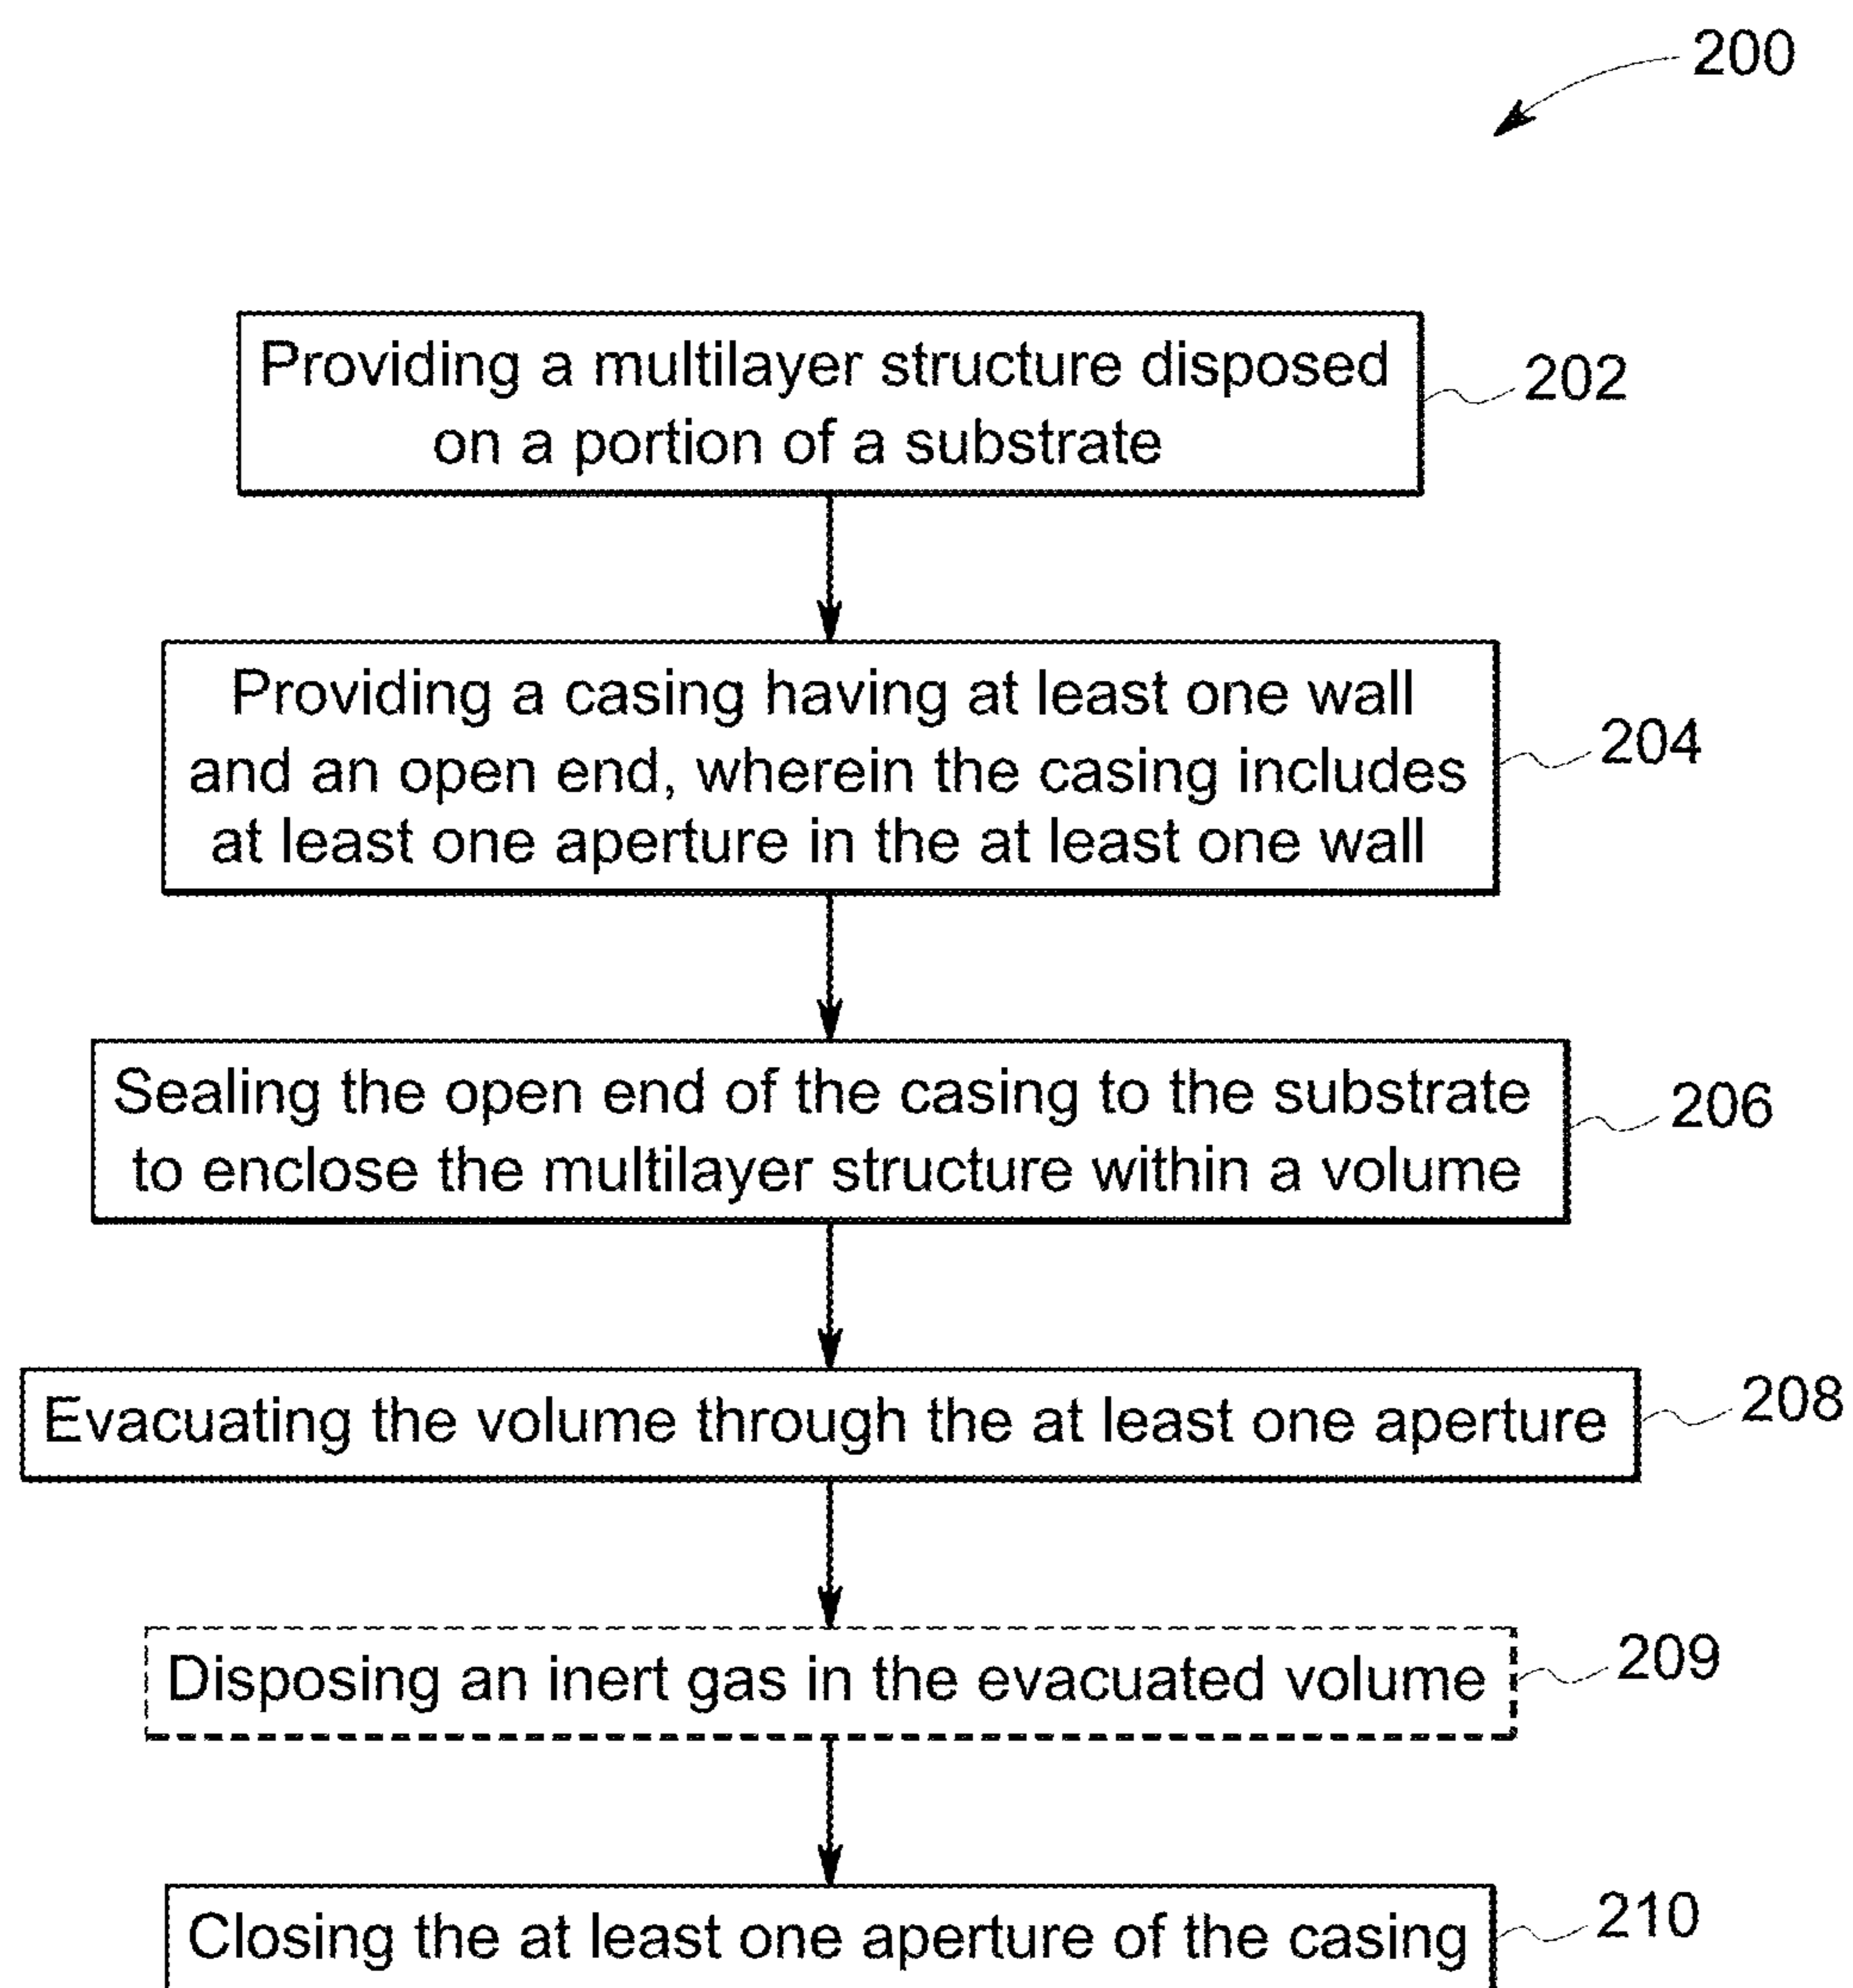 200
Providing a multilayer structure disposed
on a portion of a substrate
202
Providing a casing having at least one wall
and an open end, wherein the casing includes
at least one aperture in the at least one wall
204
Sealing the open end of the casing to the substrate
to enclose the multilayer structure within a volume
206
Evacuating the volume through the at least one aperture
208
Disposing an inert gas in the evacuated volume
209
Closing the at least one aperture of the casing
210